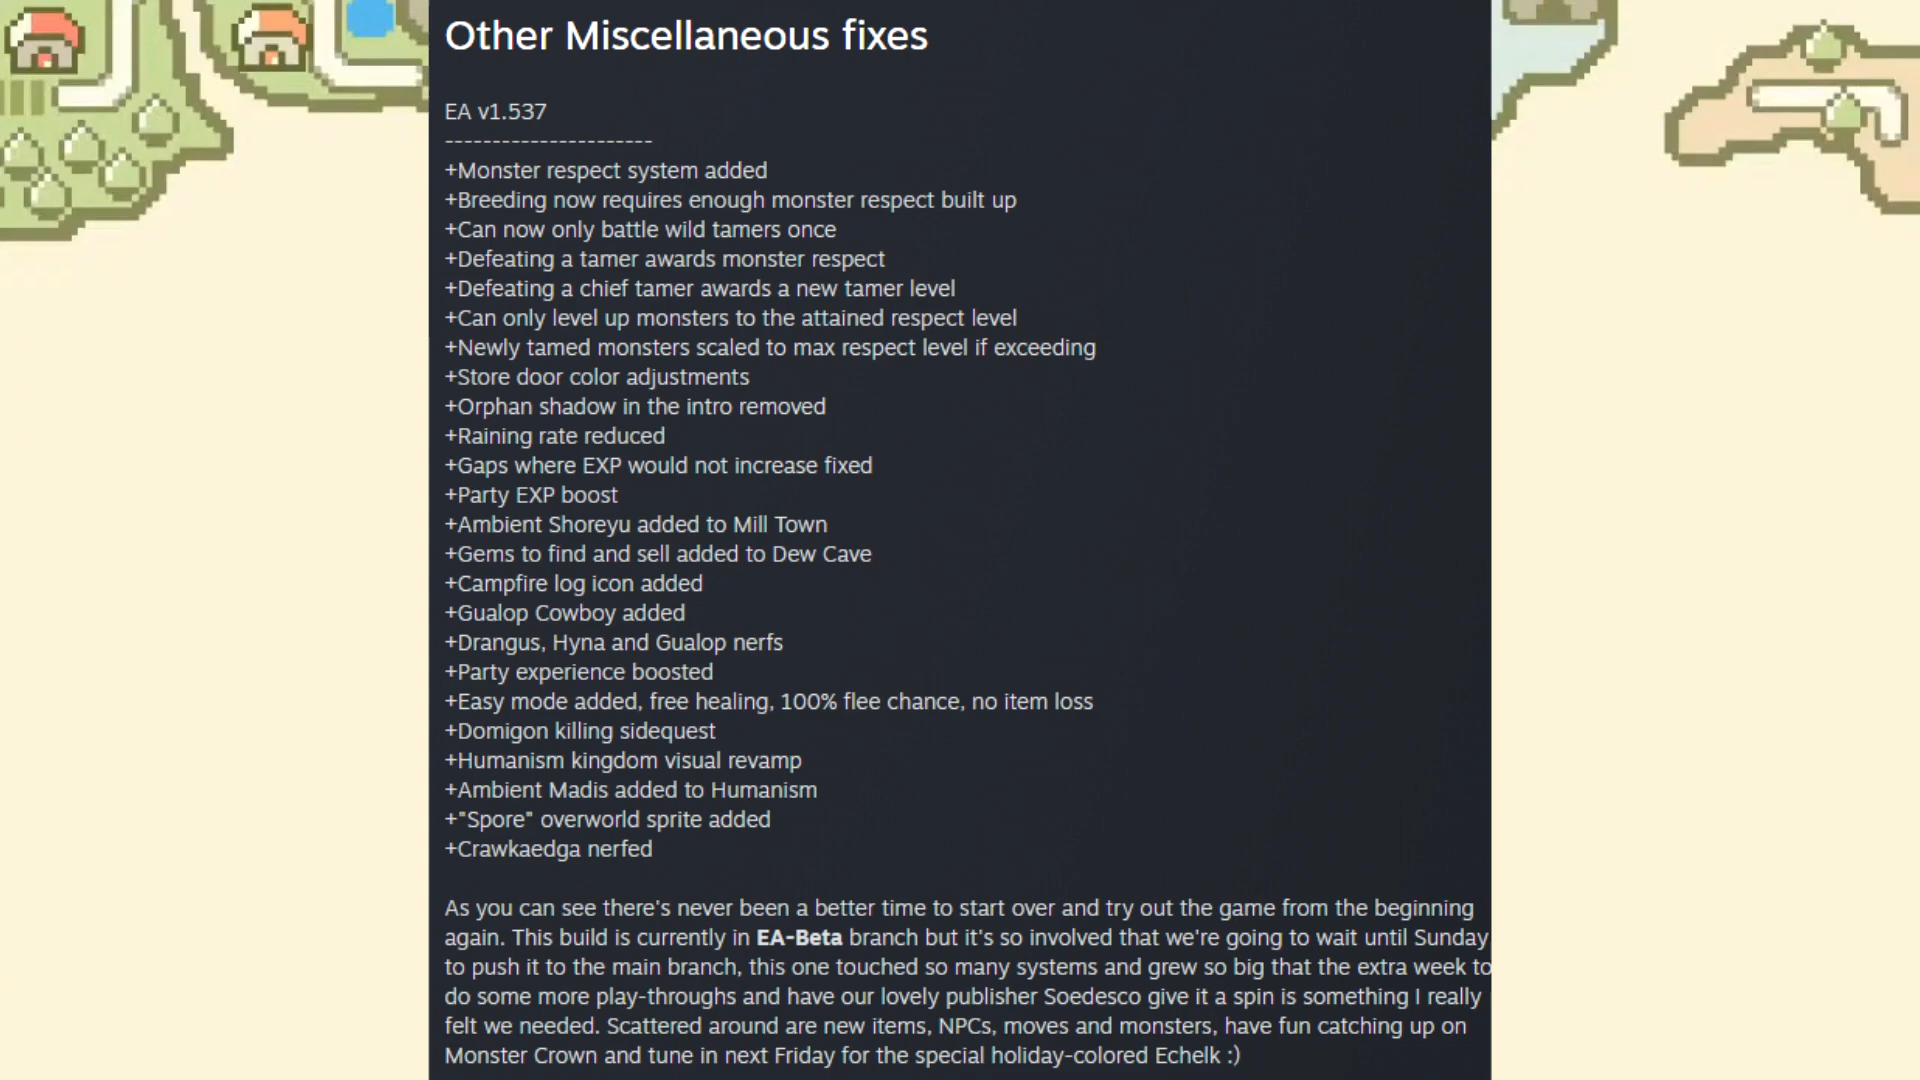 Other Miscellaneous fixes
EA v1.537
----------------------
+Monster respect system added
+Breeding now requires enough monster respect built up
+Can now only battle wild tamers once
+Defeating a tamer awards monster respect
+Defeating a chief tamer awards a new tamer level
+Can only level up monsters to the attained respect level
+Newly tamed monsters scaled to max respect level if exceeding
+Store door color adjustments
+Orphan shadow in the intro removed
+Raining rate reduced
+Gaps where EXP would not increase fixed
+Party EXP boost
+Ambient Shoreyu added to Mill Town
+Gems to find and sell added to Dew Cave
+Campfire log icon added
+Gualop Cowboy added
+Drangus, Hyna and Gualop nerfs
+Party experience boosted
+Easy mode added, free healing, 100% flee chance, no item loss
+Domigon killing sidequest
+Humanism kingdom visual revamp
+Ambient Madis added to Humanism
+"Spore" overworld sprite added
+Crawkaedga nerfed
As you can see there's never been a better time to start over and try out the game from the beginning
again. This build is currently in EA-Beta branch but it's so involved that we're going to wait until Sunday
to push it to the main branch, this one touched so many systems and grew so big that the extra week to
do some more play-throughs and have our lovely publisher Soedesco give it a spin is something I really
felt we needed. Scattered around are new items, NPCs, moves and monsters, have fun catching up on
Monster Crown and tune in next Friday for the special holiday-colored Echelk :)